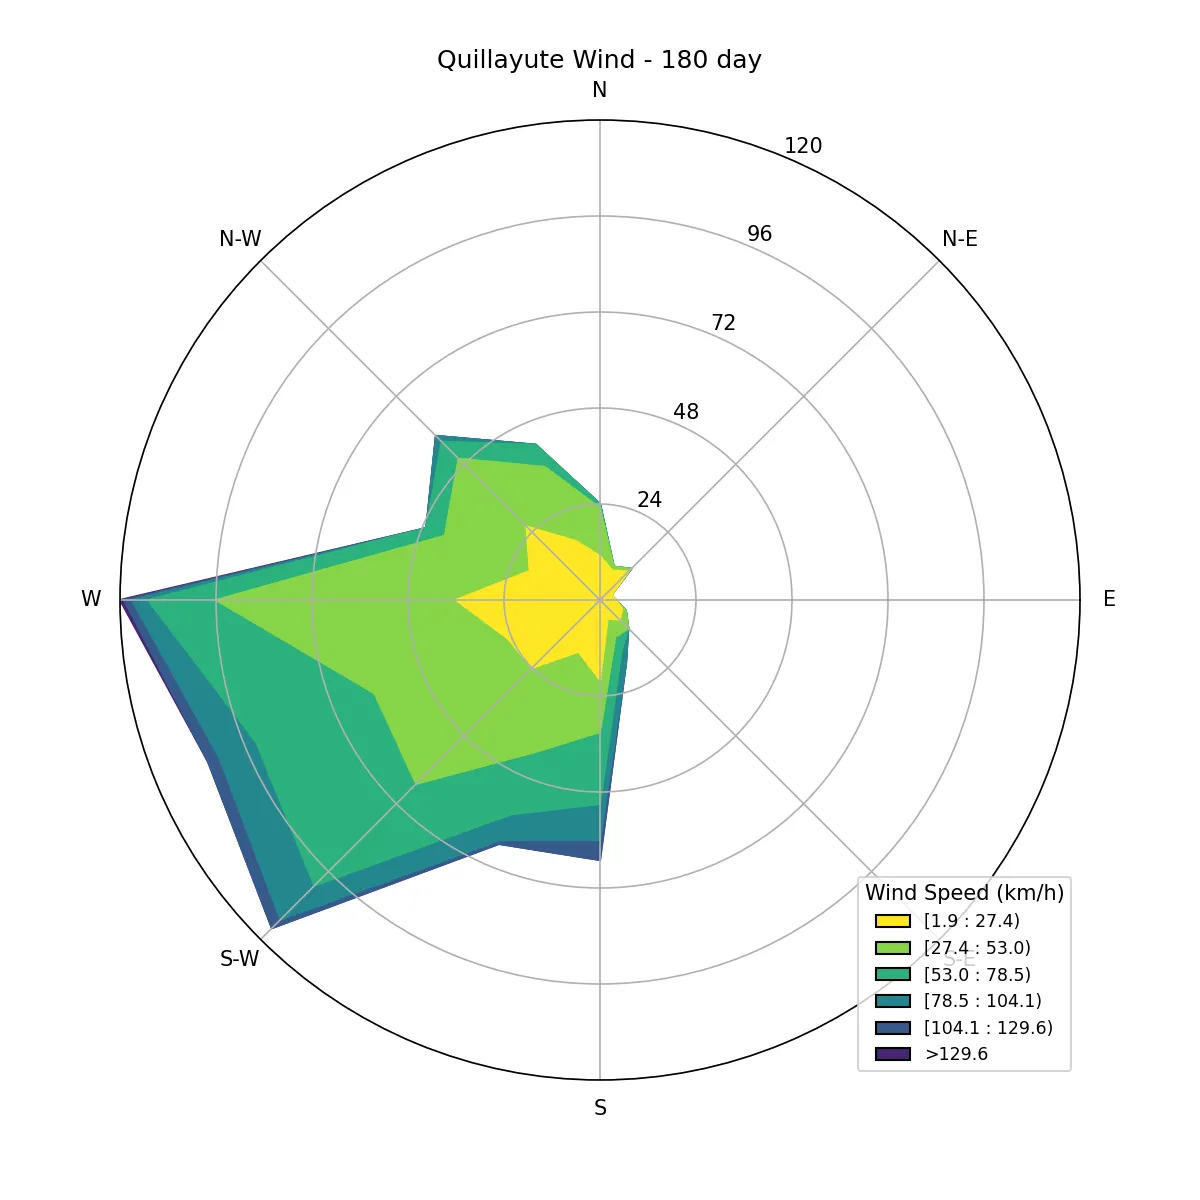 Quillayute Wind - 180 day
N
120
96
N-W
N-E
72
48
24
W
E
S-W
S-E
S
Wind Speed (km/h)
[1.9 : 27.4)
[27.4 : 53.0)
[53.0 : 78.5)
[78.5 : 104.1)
[104.1 : 129.6)
>129.6